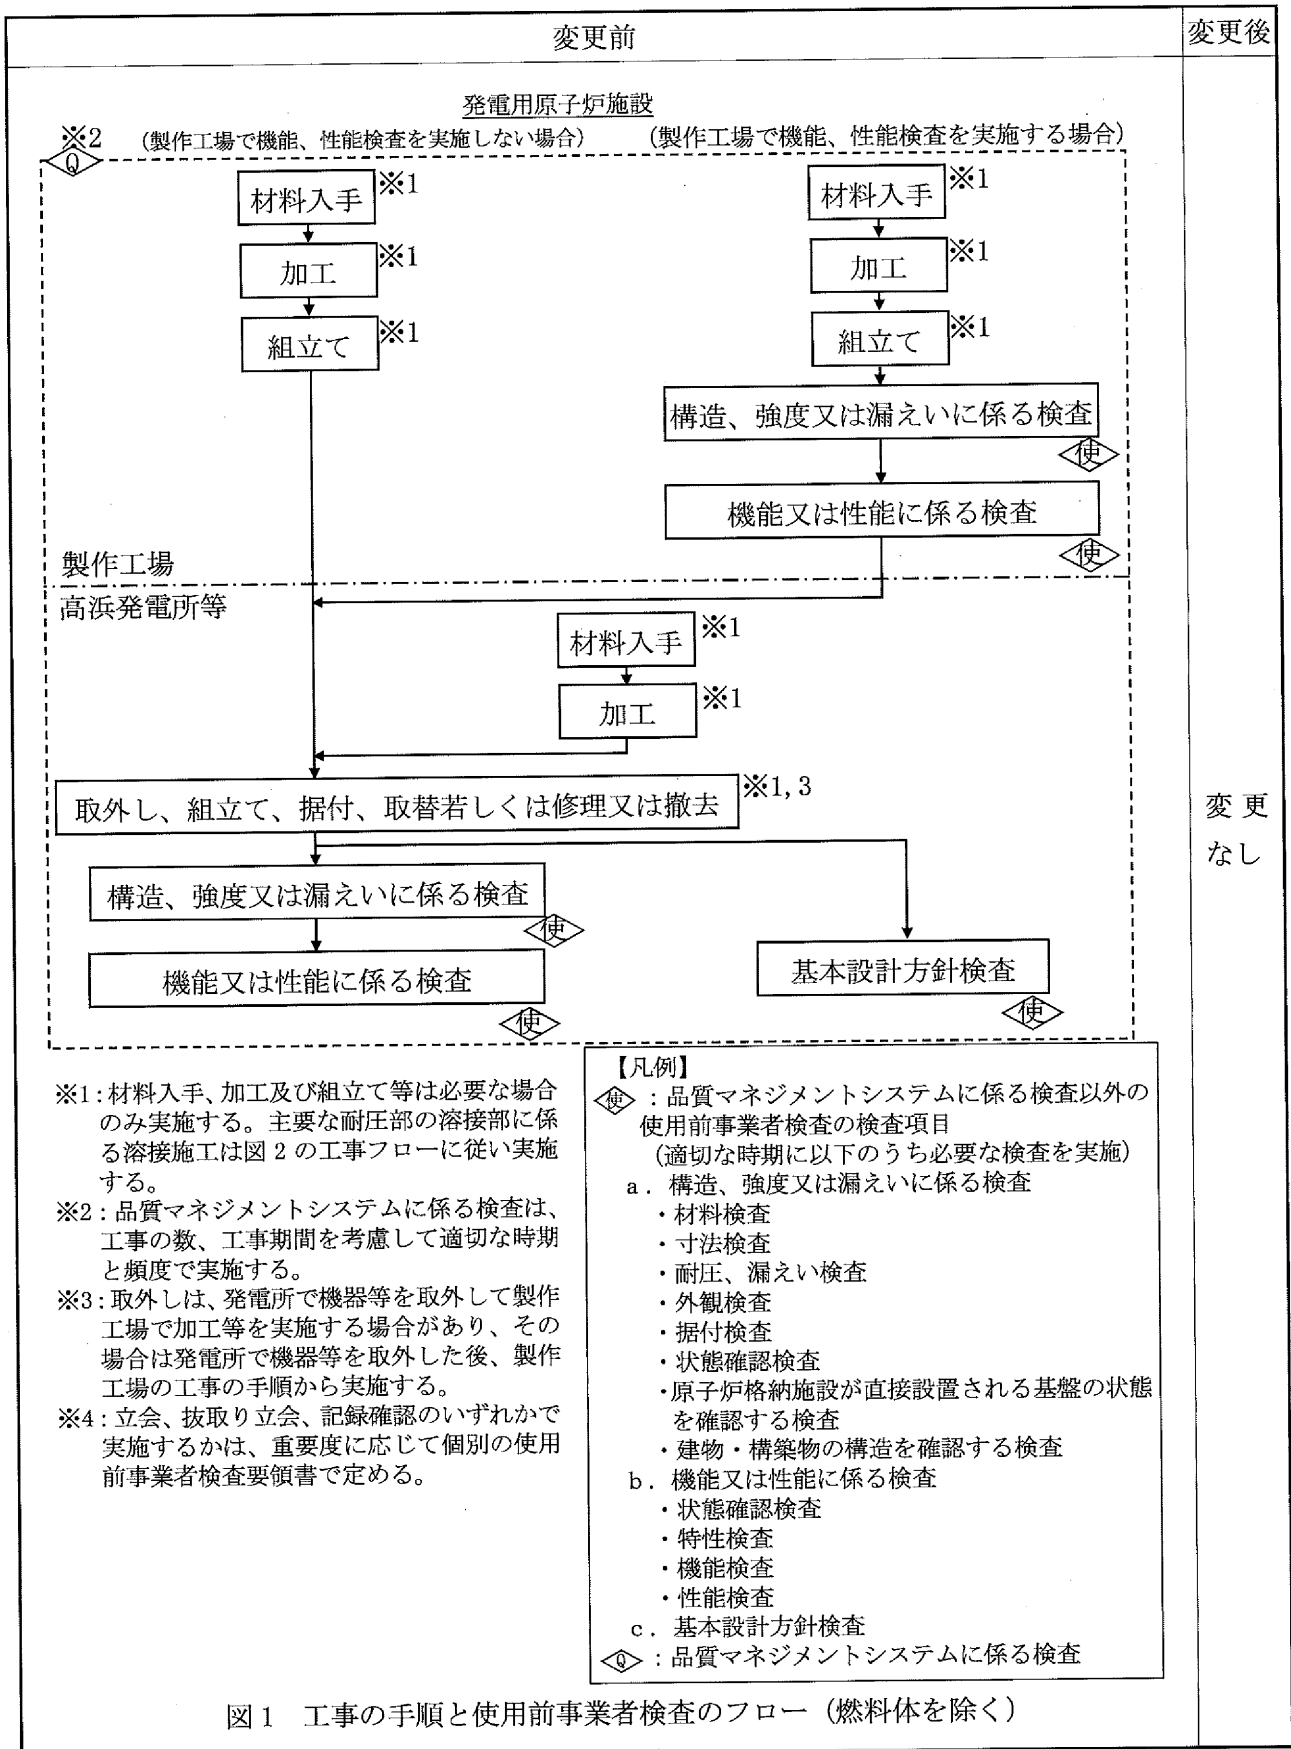 変更前
変更後
発電用原子炉施設
※2
(製作工場で機能、性能検査を実施しない場合)
(製作工場で機能、性能検査を実施する場合)
Q
材料入手
※1
加工
※1
組立て
※1
材料入手
※1
加工
※1
組立て
※1
構造、強度又は漏えいに係る検査
使
機能又は性能に係る検査
使
製作工場
高浜発電所等
材料入手
※1
加工
※1
取外し、組立て、据付、取替若しくは修理又は撤去
※1, 3
構造、強度又は漏えいに係る検査
使
機能又は性能に係る検査
使
基本設計方針検査
使
変更
なし
※1：材料入手、加工及び組立て等は必要な場合
のみ実施する。主要な耐圧部の溶接部に係
る溶接施工は図2の工事フローに従い実施
する。
※2：品質マネジメントシステムに係る検査は、
工事の数、工事期間を考慮して適切な時期
と頻度で実施する。
※3：取外しは、発電所で機器等を取外して製作
工場で加工等を実施する場合があり、その
場合は発電所で機器等を取外した後、製作
工場の工事の手順から実施する。
※4：立会、抜取り立会、記録確認のいずれかで
実施するかは、重要度に応じて個別の使用
前事業者検査要領書で定める。
【凡例】
使：品質マネジメントシステムに係る検査以外の
使用前事業者検査の検査項目
(適切な時期に以下のうち必要な検査を実施)
a．構造、強度又は漏えいに係る検査
・材料検査
・寸法検査
・耐圧、漏えい検査
・外観検査
・据付検査
・状態確認検査
・原子炉格納施設が直接設置される基盤の状態
を確認する検査
・建物・構築物の構造を確認する検査
b．機能又は性能に係る検査
・状態確認検査
・特性検査
・機能検査
・性能検査
c．基本設計方針検査
Q：品質マネジメントシステムに係る検査
図1　工事の手順と使用前事業者検査のフロー（燃料体を除く）